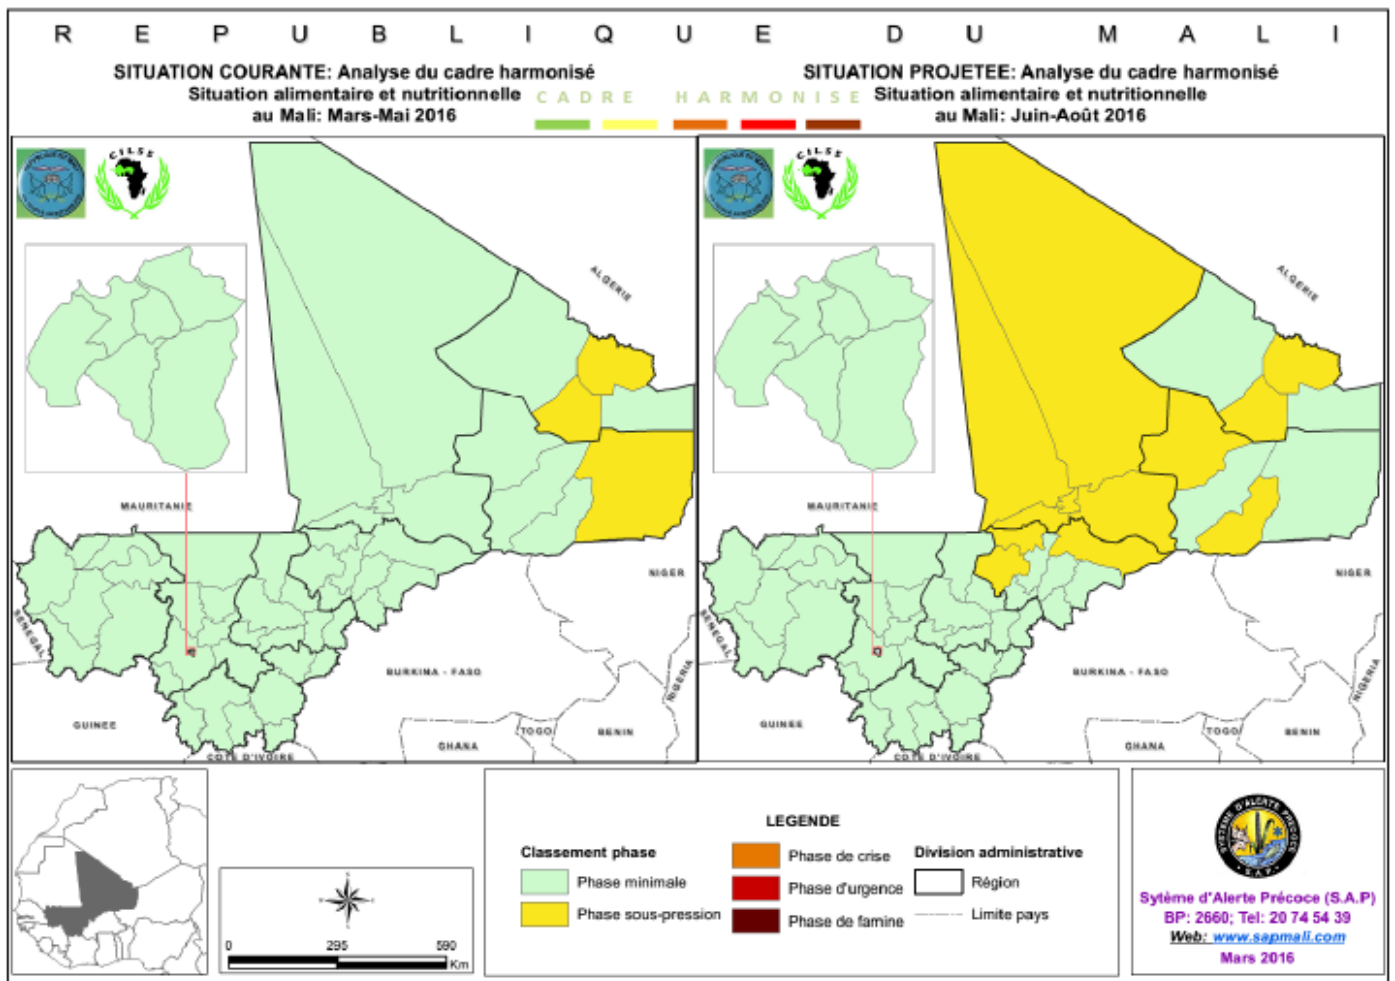 R E P U B L I Q U E D U M A L I
SITUATION COURANTE: Analyse du cadre harmonisé
Situation alimentaire et nutritionnelle
au Mali: Mars-Mai 2016
CADRE HARMONISE
SITUATION PROJETEE: Analyse du cadre harmonisé
Situation alimentaire et nutritionnelle
au Mali: Juin-Août 2016
CILSS
ALGERIE
MAURITANIE
NIGER
SENEGAL
BURKINA - FASO
NIGERIA
GUINEE
BENIN
TOGO
GHANA
COTE D'IVOIRE
CILSS
ALGERIE
MAURITANIE
NIGER
SENEGAL
BURKINA - FASO
NIGERIA
GUINEE
BENIN
TOGO
GHANA
COTE D'IVOIRE
N
S
0 295 590
Km
LEGENDE
Classement phase
Phase minimale
Phase sous-pression
Phase de crise
Phase d'urgence
Phase de famine
Division administrative
Région
Limite pays
SYSTEME D'ALERTE PRECOCE
S.A.P.
Sytème d'Alerte Précoce (S.A.P)
BP: 2660; Tel: 20 74 54 39
Web: www.sapmali.com
Mars 2016